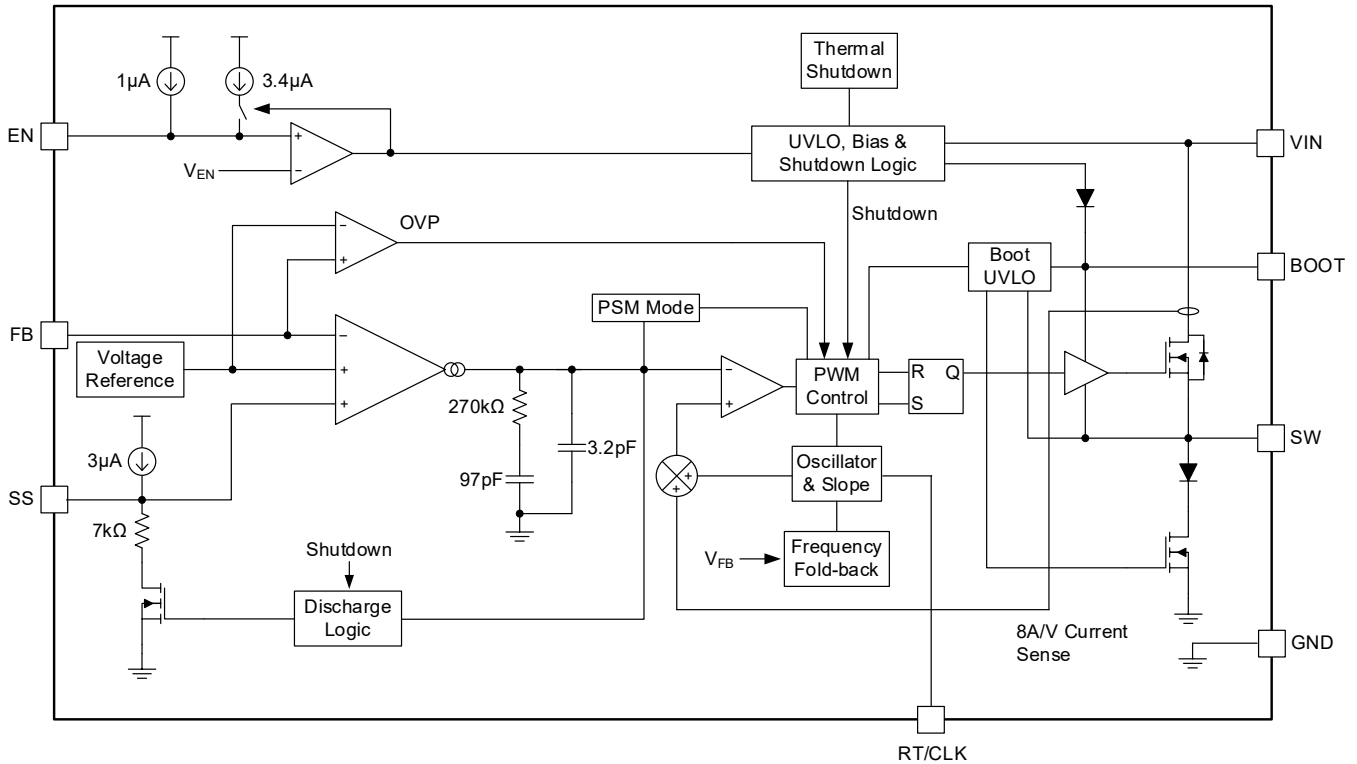 Thermal
Shutdown
1µA
3.4µA
EN
+
−
V_EN
UVLO, Bias &
Shutdown Logic
VIN
Shutdown
OVP
−
+
Boot
UVLO
BOOT
PSM Mode
FB
−
+
+
Voltage
Reference
−
+
PWM
Control
R
Q
S
270kΩ
3.2pF
97pF
3µA
SW
SS
7kΩ
+
+
Oscillator
& Slope
Shutdown
V_FB
Frequency
Fold-back
Discharge
Logic
8A/V Current
Sense
GND
RT/CLK